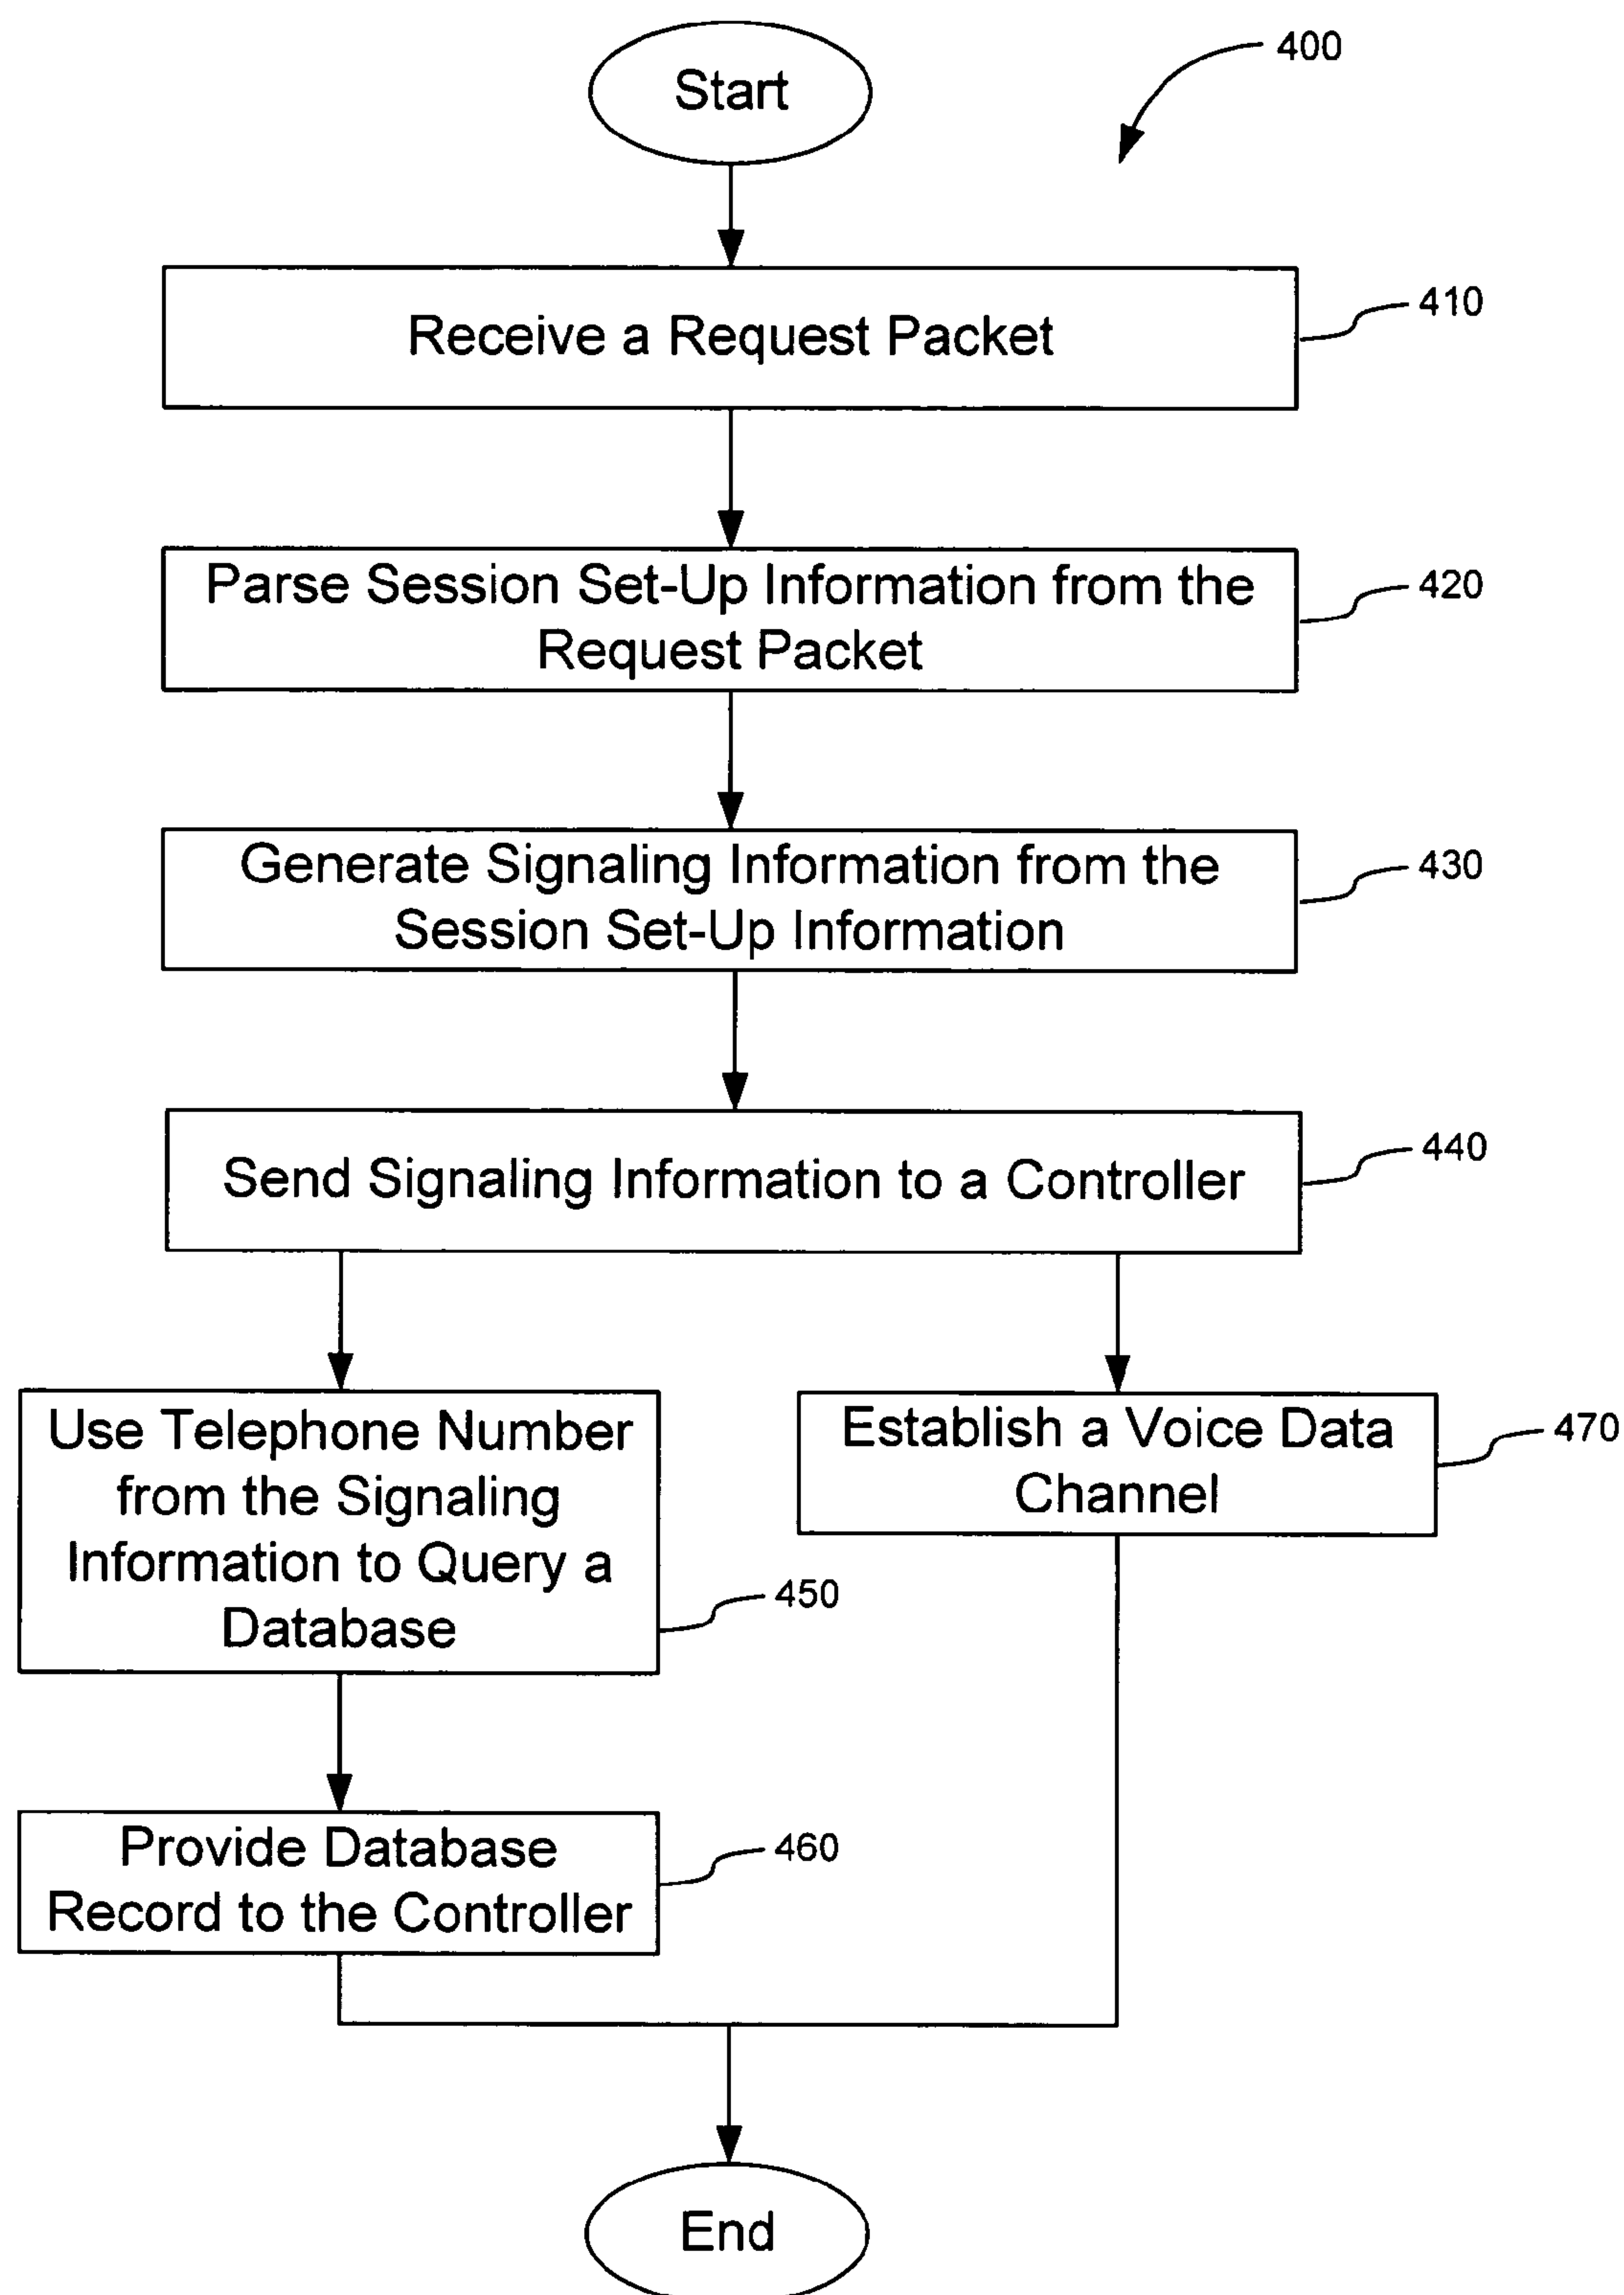 Start
400
Receive a Request Packet
410
Parse Session Set-Up Information from the
Request Packet
420
Generate Signaling Information from the
Session Set-Up Information
430
Send Signaling Information to a Controller
440
Use Telephone Number
from the Signaling
Information to Query a
Database
450
Establish a Voice Data
Channel
470
Provide Database
Record to the Controller
460
End